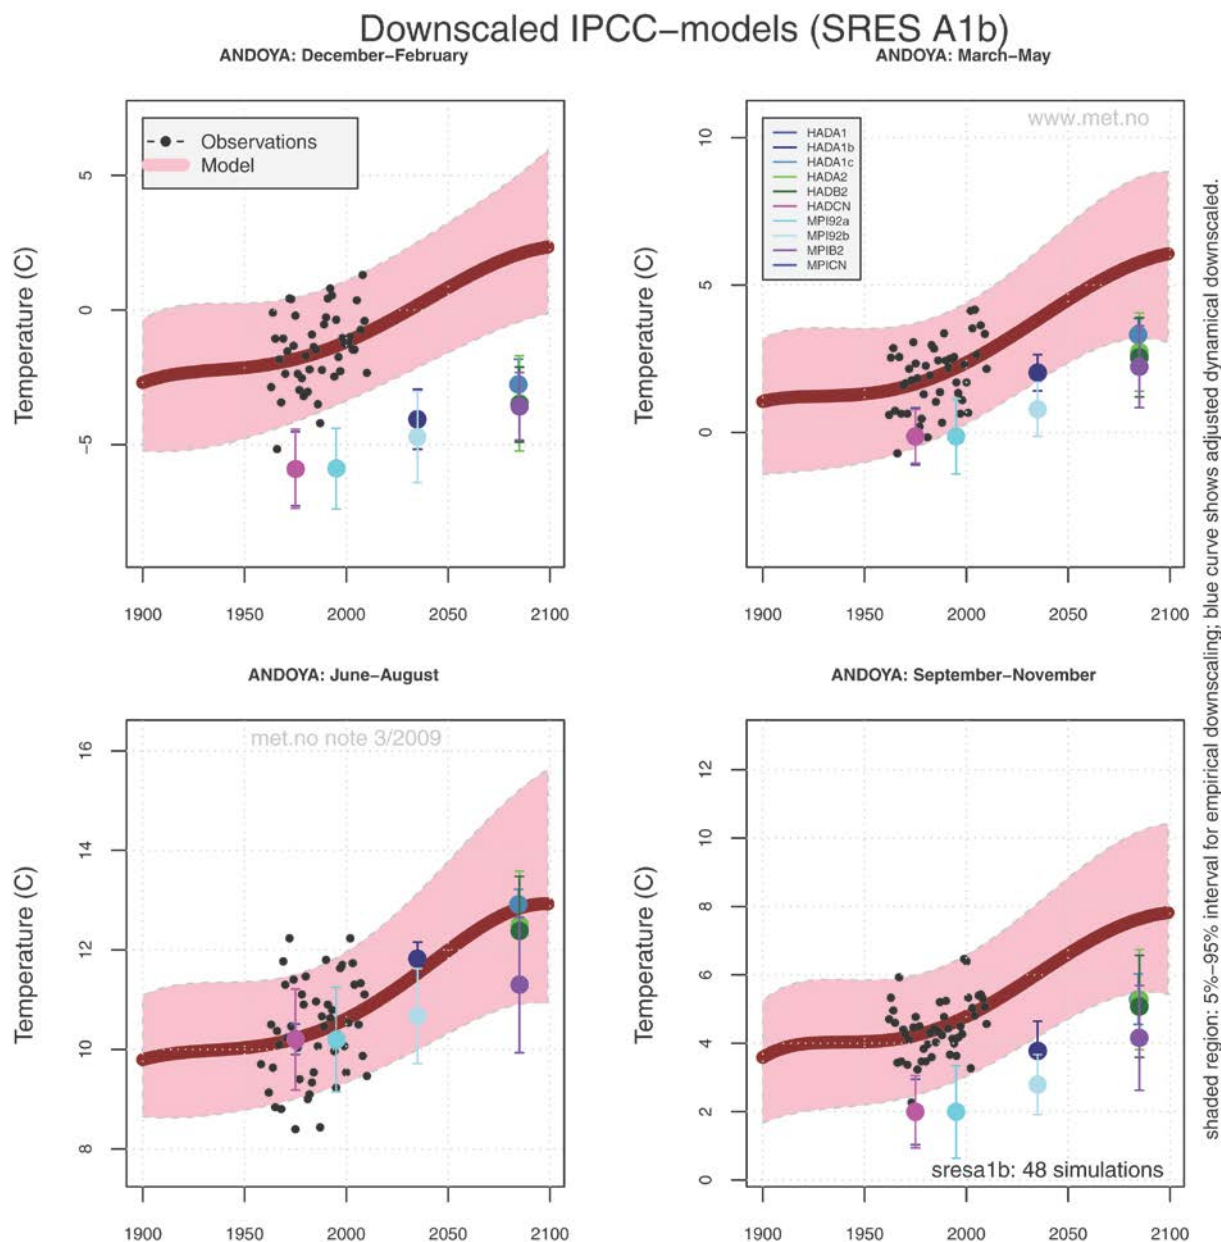 Downscaled IPCC−models (SRES A1b)
ANDOYA: December−February
Temperature (C)
5
0
−5
1900 1950 2000 2050 2100
Observations
Model
ANDOYA: March−May
www.met.no
Temperature (C)
10
5
0
1900 1950 2000 2050 2100
HADA1
HADA1b
HADA1c
HADA2
HADB2
HADCN
MPI92a
MPI92b
MPIB2
MPICN
ANDOYA: June−August
met.no note 3/2009
Temperature (C)
16
14
12
10
8
1900 1950 2000 2050 2100
ANDOYA: September−November
Temperature (C)
12
10
8
6
4
2
0
sresa1b: 48 simulations
1900 1950 2000 2050 2100
shaded region: 5%−95% interval for empirical downscaling; blue curve shows adjusted dynamical downscaled.